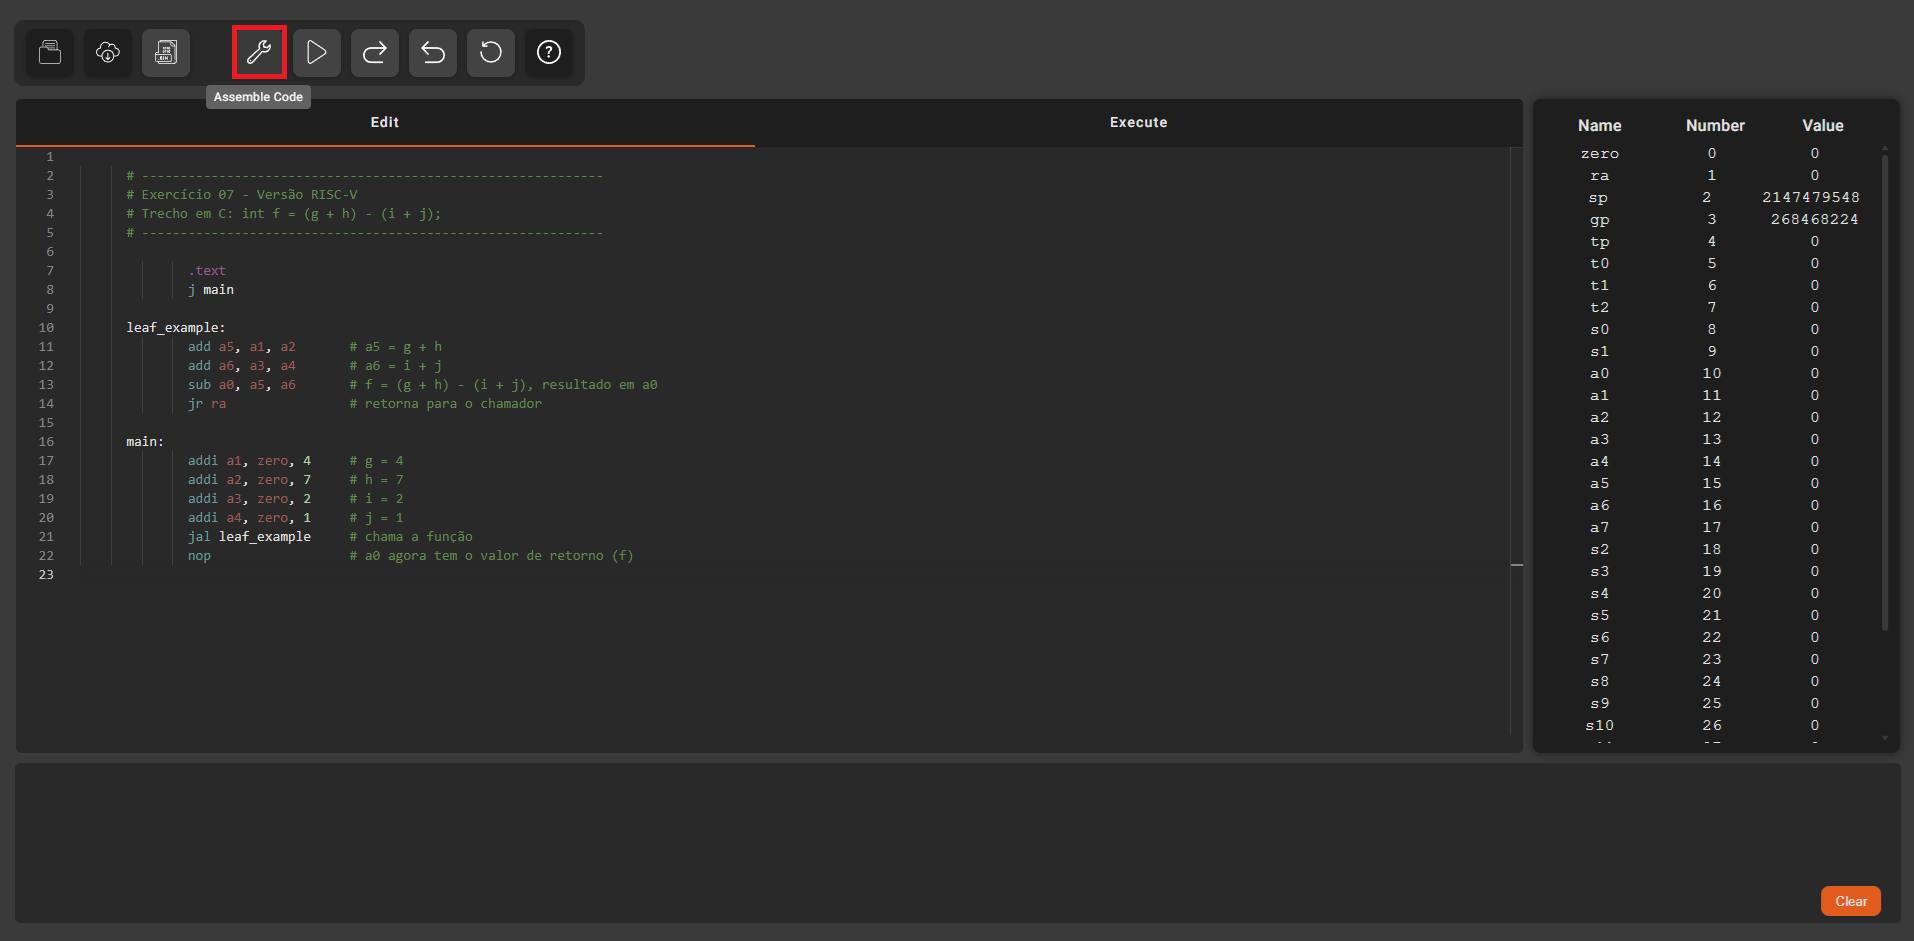 Assemble Code
Edit
Execute
1
2 # ------------------------------------------------------------
3 # Exercício 07 - Versão RISC-V
4 # Trecho em C: int f = (g + h) - (i + j);
5 # ------------------------------------------------------------
6
7 .text
8 j main
9
10 leaf_example:
11 add a5, a1, a2 # a5 = g + h
12 add a6, a3, a4 # a6 = i + j
13 sub a0, a5, a6 # f = (g + h) - (i + j), resultado em a0
14 jr ra # retorna para o chamador
15
16 main:
17 addi a1, zero, 4 # g = 4
18 addi a2, zero, 7 # h = 7
19 addi a3, zero, 2 # i = 2
20 addi a4, zero, 1 # j = 1
21 jal leaf_example # chama a função
22 nop # a0 agora tem o valor de retorno (f)
23
Name Number Value
zero 0 0
ra 1 0
sp 2 2147479548
gp 3 268468224
tp 4 0
t0 5 0
t1 6 0
t2 7 0
s0 8 0
s1 9 0
a0 10 0
a1 11 0
a2 12 0
a3 13 0
a4 14 0
a5 15 0
a6 16 0
a7 17 0
s2 18 0
s3 19 0
s4 20 0
s5 21 0
s6 22 0
s7 23 0
s8 24 0
s9 25 0
s10 26 0
Clear